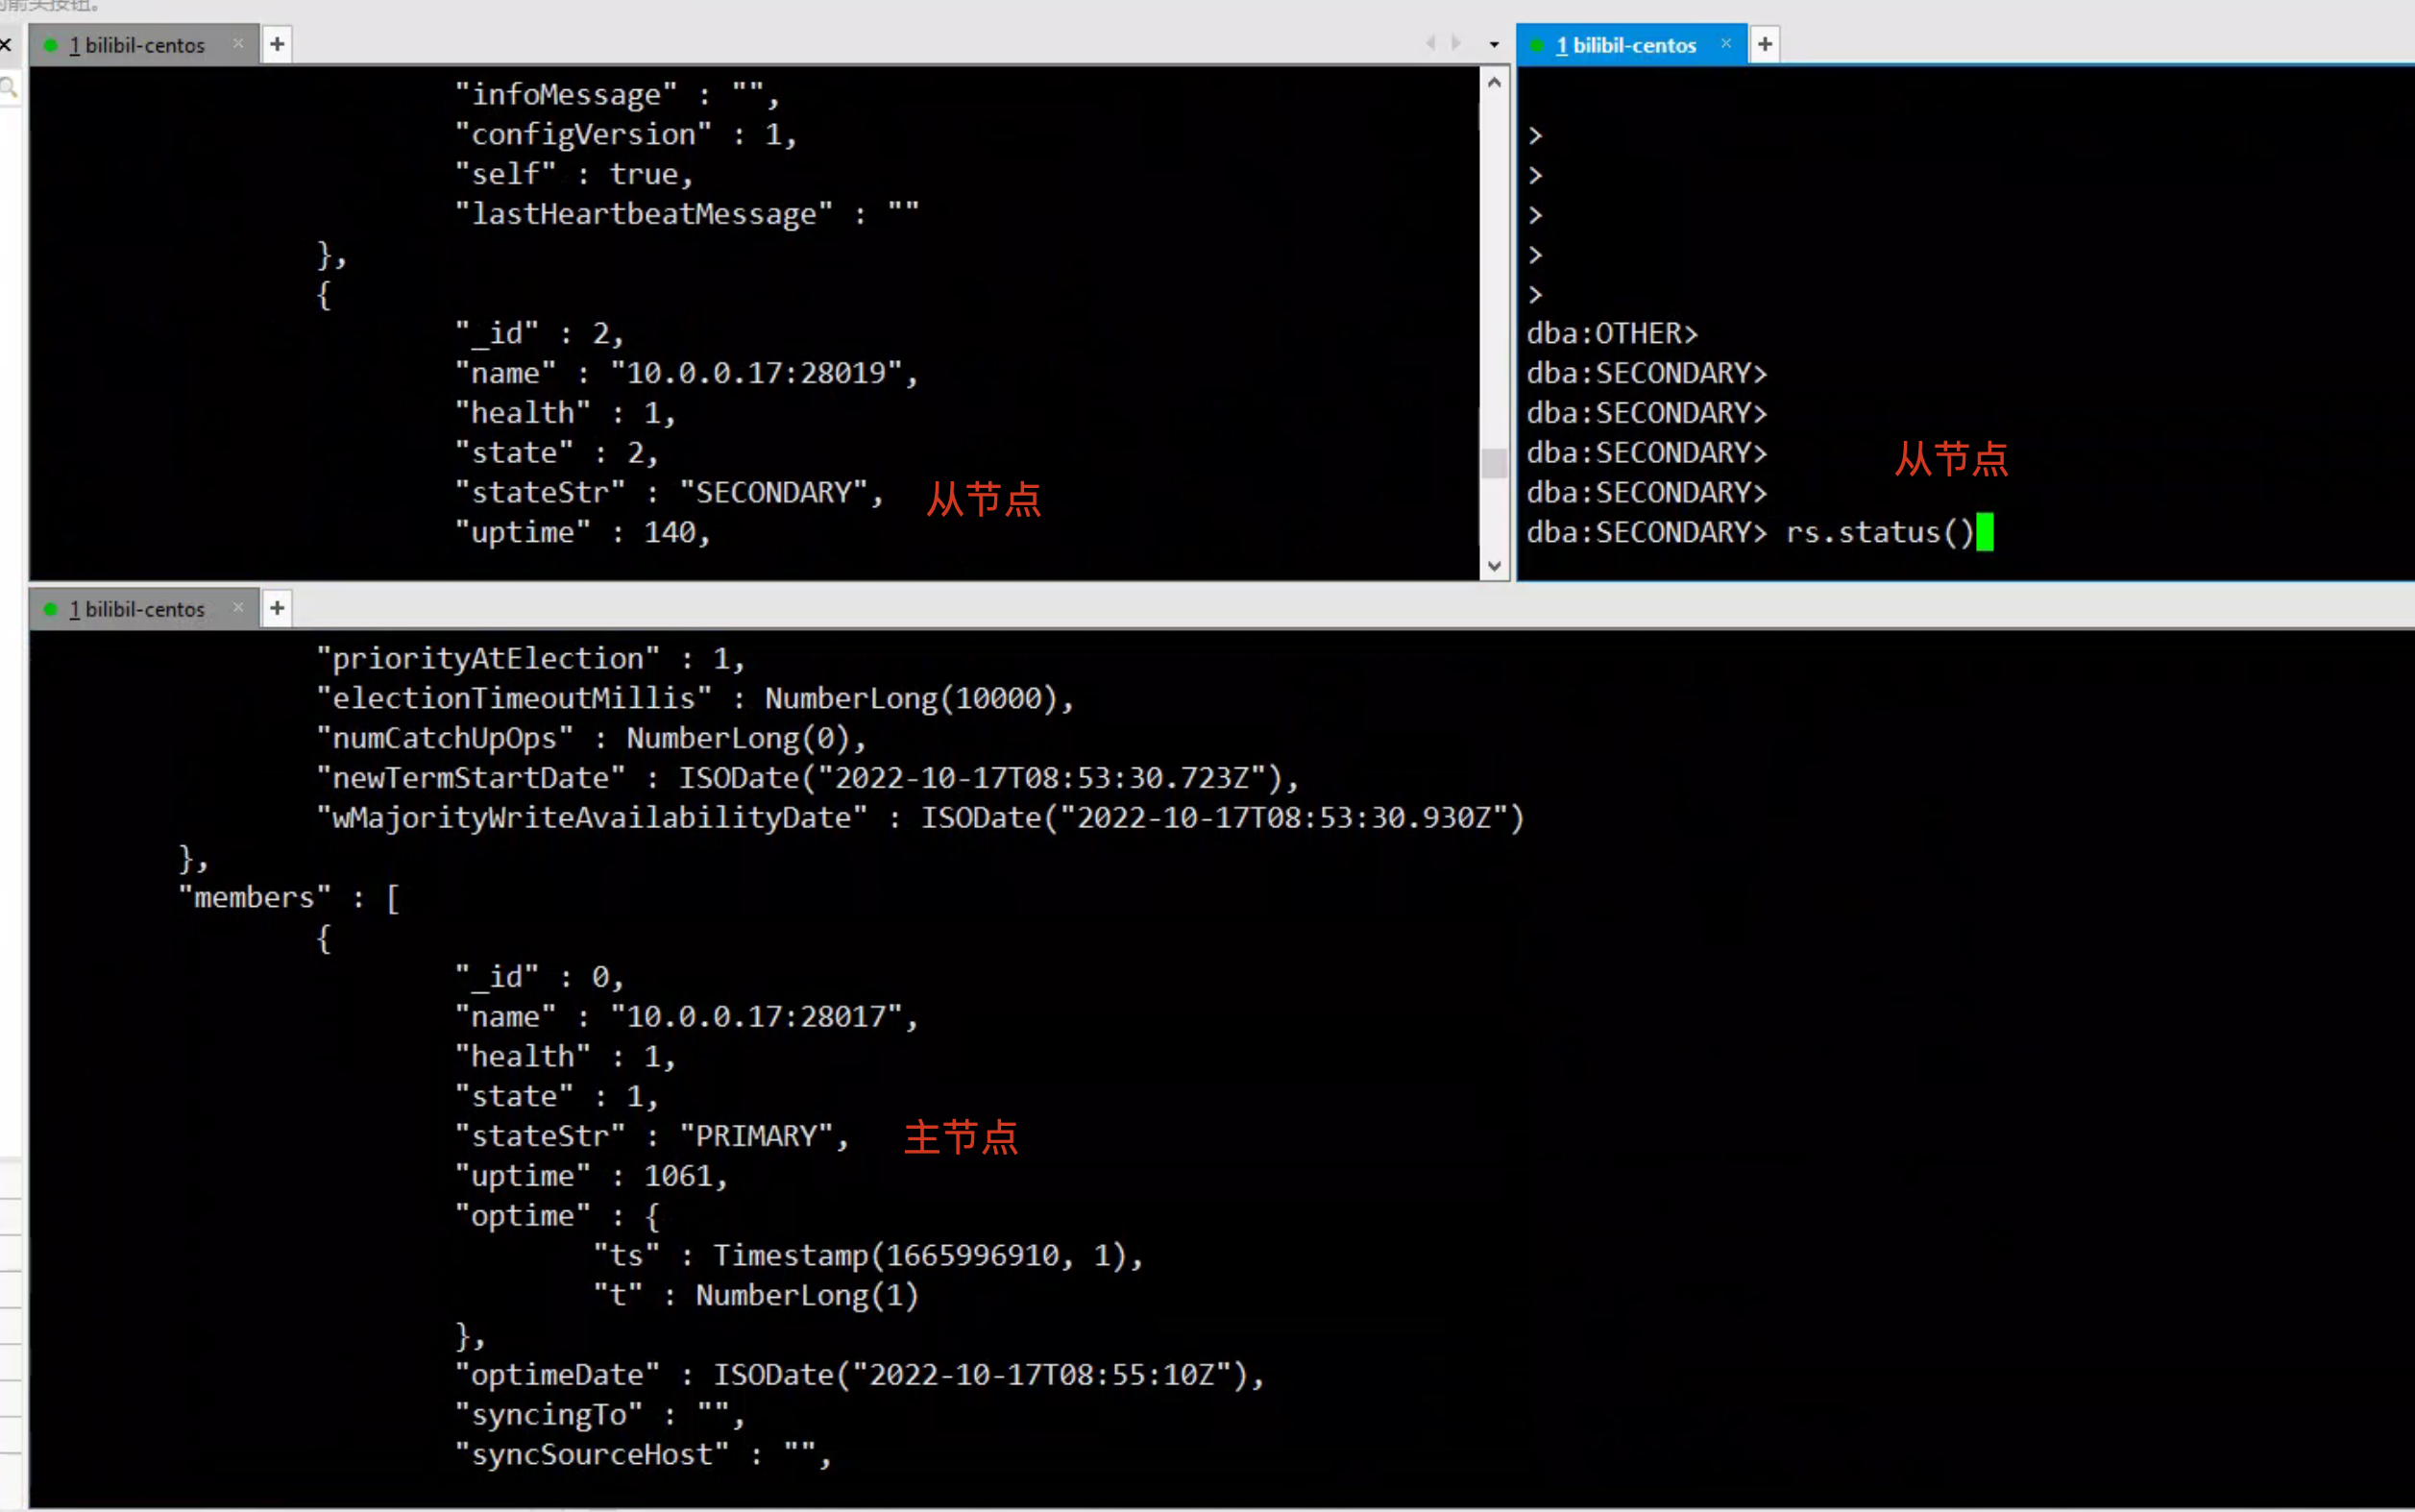 的箭头按钮。
1 bilibil-centos
"infoMessage" : "",
"configVersion" : 1,
"self" : true,
"lastHeartbeatMessage" : ""
},
{
"_id" : 2,
"name" : "10.0.0.17:28019",
"health" : 1,
"state" : 2,
"stateStr" : "SECONDARY", 从节点
"uptime" : 140,
1 bilibil-centos
>
>
>
>
>
dba:OTHER>
dba:SECONDARY>
dba:SECONDARY>
dba:SECONDARY> 从节点
dba:SECONDARY>
dba:SECONDARY> rs.status()
1 bilibil-centos
"priorityAtElection" : 1,
"electionTimeoutMillis" : NumberLong(10000),
"numCatchUpOps" : NumberLong(0),
"newTermStartDate" : ISODate("2022-10-17T08:53:30.723Z"),
"wMajorityWriteAvailabilityDate" : ISODate("2022-10-17T08:53:30.930Z")
},
"members" : [
{
"_id" : 0,
"name" : "10.0.0.17:28017",
"health" : 1,
"state" : 1,
"stateStr" : "PRIMARY", 主节点
"uptime" : 1061,
"optime" : {
"ts" : Timestamp(1665996910, 1),
"t" : NumberLong(1)
},
"optimeDate" : ISODate("2022-10-17T08:55:10Z"),
"syncingTo" : "",
"syncSourceHost" : "",